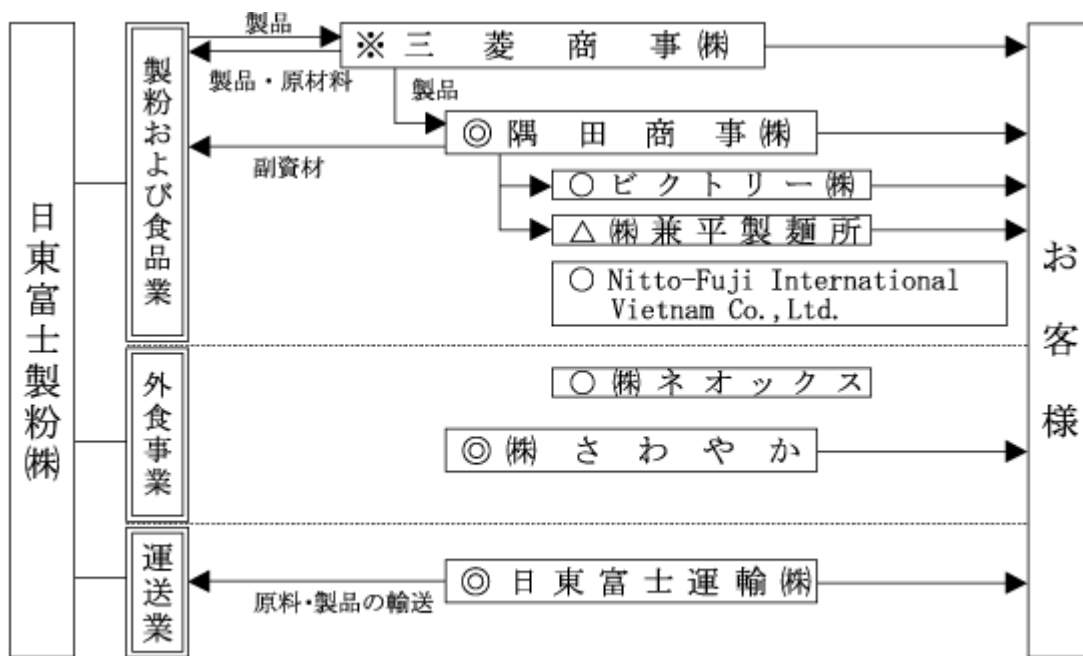 日東富士製粉㈱
製粉および食品業
製品
※三菱商事㈱
製品・原材料
製品
◎隅田商事㈱
副資材
○ビクトリー㈱
△㈱兼平製麺所
○ Nitto-Fuji International
Vietnam Co.,Ltd.
外食事業
○㈱ネオックス
◎㈱さわやか
運送業
◎日東富士運輸㈱
原料・製品の輸送
お客様